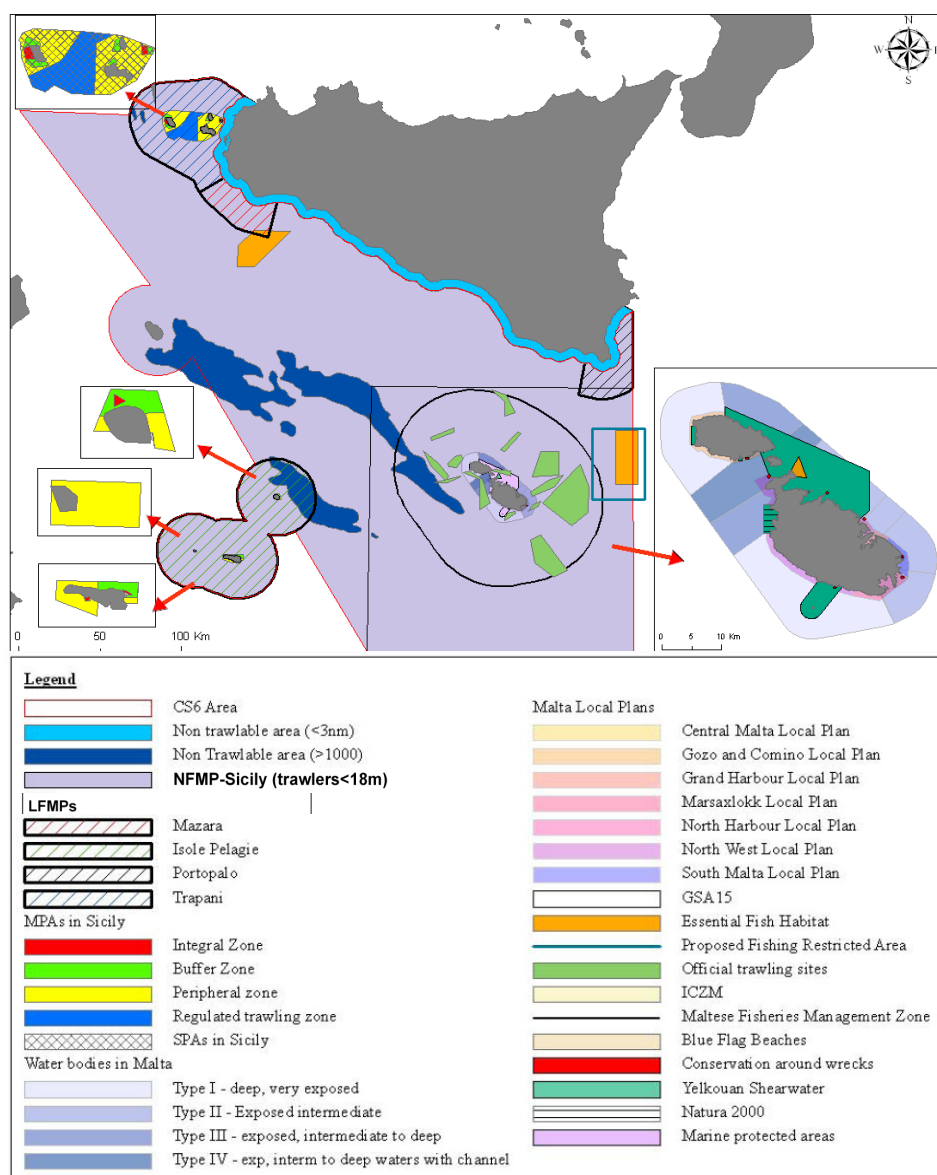 N
W
E
S
0 50 100 Km
0 5 10 Km
Legend
CS6 Area
Non trawlable area (<3nm)
Non Trawlable area (>1000)
NFMP-Sicily (trawlers<18m)
LFMPs
Mazara
Isole Pelagie
Portopalo
Trapani
MPAs in Sicily
Integral Zone
Buffer Zone
Peripheral zone
Regulated trawling zone
SPAs in Sicily
Water bodies in Malta
Type I - deep, very exposed
Type II - Exposed intermediate
Type III - exposed, intermediate to deep
Type IV - exp, interm to deep waters with channel
Malta Local Plans
Central Malta Local Plan
Gozo and Comino Local Plan
Grand Harbour Local Plan
Marsaxlokk Local Plan
North Harbour Local Plan
North West Local Plan
South Malta Local Plan
GSA15
Essential Fish Habitat
Proposed Fishing Restricted Area
Official trawling sites
ICZM
Maltese Fisheries Management Zone
Blue Flag Beaches
Conservation around wrecks
Yelkouan Shearwater
Natura 2000
Marine protected areas